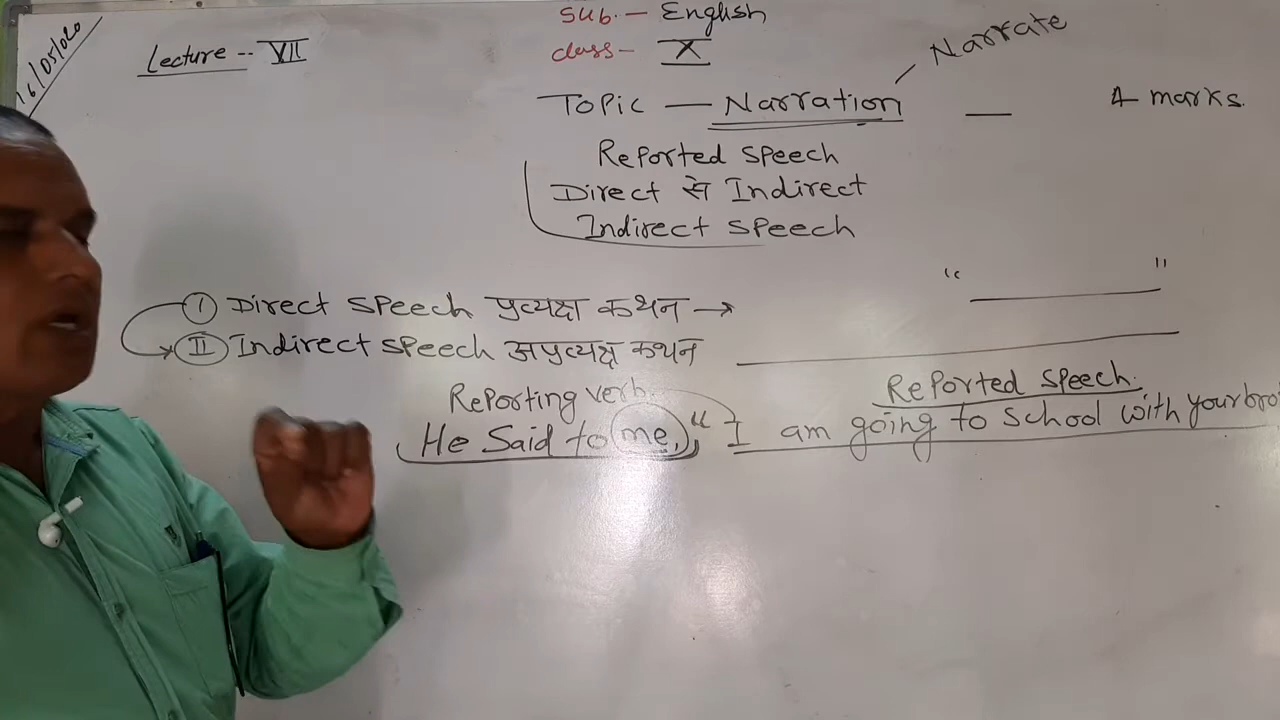 16/05/020
Lecture -- VII
Sub. — English
class — X
Narrate
Topic — Narration — 4 marks.
Reported speech
Direct से Indirect
Indirect speech
I Direct speech प्रत्यक्ष कथन → “ ”
II Indirect speech अप्रत्यक्ष कथन
Reporting verb.
Reported speech.
He Said to me, “ I am going to school with your bro